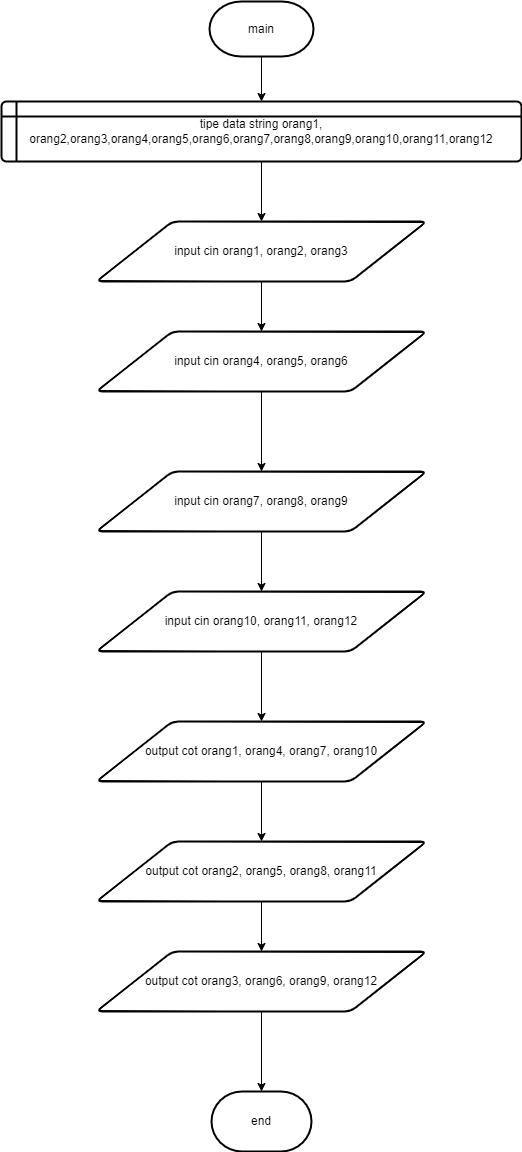 main
tipe data string orang1,
orang2,orang3,orang4,orang5,orang6,orang7,orang8,orang9,orang10,orang11,orang12
input cin orang1, orang2, orang3
input cin orang4, orang5, orang6
input cin orang7, orang8, orang9
input cin orang10, orang11, orang12
output cot orang1, orang4, orang7, orang10
output cot orang2, orang5, orang8, orang11
output cot orang3, orang6, orang9, orang12
end